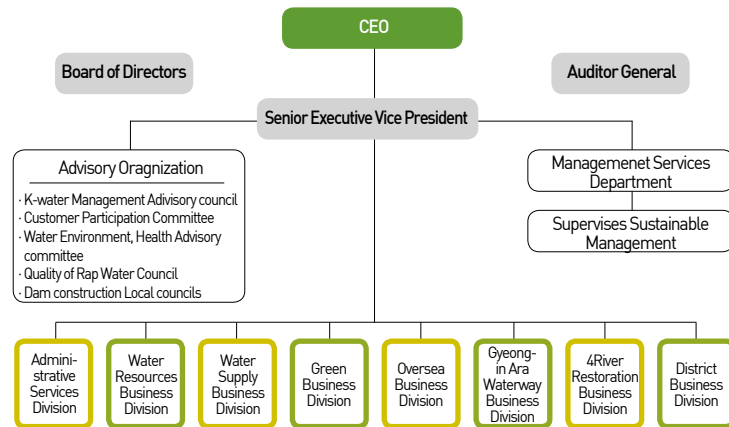 CEO
Board of Directors
Auditor General
Senior Executive Vice President
Advisory Oragnization
· K-water Management Advisory council
· Customer Participation Committee
· Water Environment, Health Advisory
committee
· Quality of Rap Water Council
· Dam construction Local councils
Managemenet Services
Department
Supervises Sustainable
Management
Admini-
strative
Services
Division
Water
Resources
Business
Division
Water
Supply
Business
Division
Green
Business
Division
Oversea
Business
Division
Gyeong-
in Ara
Waterway
Business
Division
4River
Restoration
Business
Division
District
Business
Division